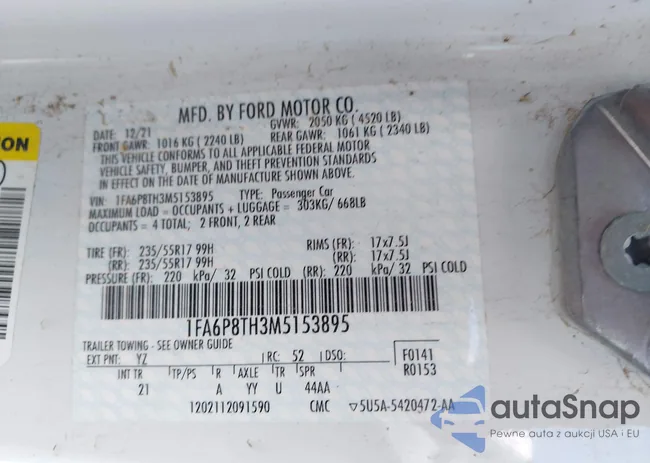 MFD. BY FORD MOTOR CO.
DATE: 12/21 GVWR: 2050 KG (4520 LB)
FRONT GAWR: 1016 KG (2240 LB) REAR GAWR: 1061 KG (2340 LB)
THIS VEHICLE CONFORMS TO ALL APPLICABLE FEDERAL MOTOR
VEHICLE SAFETY, BUMPER, AND THEFT PREVENTION STANDARDS
IN EFFECT ON THE DATE OF MANUFACTURE SHOWN ABOVE.
VIN: 1FA6P8TH3M5153895 TYPE: Passenger Car
MAXIMUM LOAD = OCCUPANTS + LUGGAGE = 303KG/ 668LB
OCCUPANTS = 4 TOTAL; 2 FRONT, 2 REAR
TIRE (FR): 235/55R17 99H RIMS (FR): 17x7.5J
(RR): 235/55R17 99H (RR): 17x7.5J
PRESSURE (FR): 220 kPa/ 32 PSI COLD (RR): 220 kPa/ 32 PSI COLD
1FA6P8TH3M5153895
TRAILER TOWING - SEE OWNER GUIDE
EXT PNT: YZ RC: 52 DSO: F0141
INT TR TP/PS R AXLE TR SPR R0153
21 A YY U 44AA
1202112091590 CMC ▽5U5A-5420472-AA
ION
autoSnap
Pewne auta z aukcji USA i EU